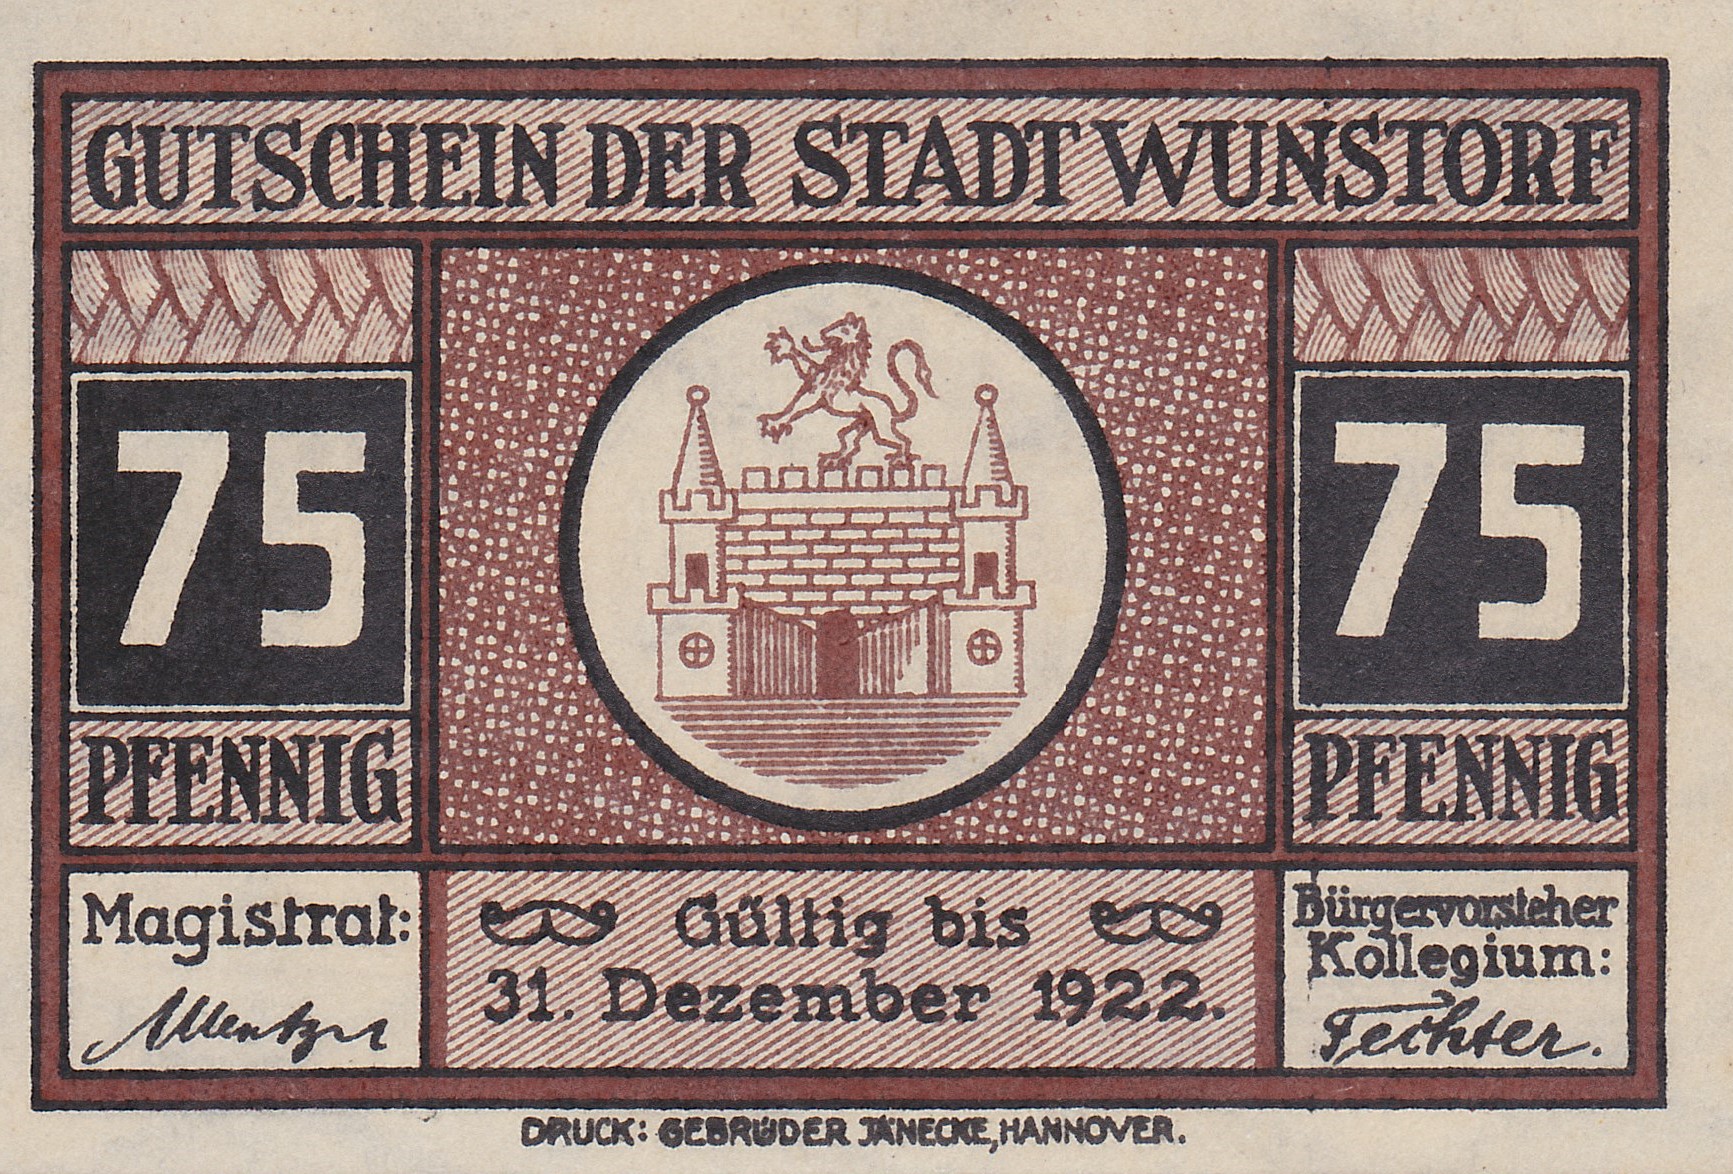 GUTSCHEIN DER STADT WUNSTORF
75
75
PFENNIG
PFENNIG
Magistrat:
Gültig bis
31. Dezember 1922.
Bürgervorsteher
Kollegium:
Fechter.
DRUCK: GEBRÜDER JÄNECKE, HANNOVER.